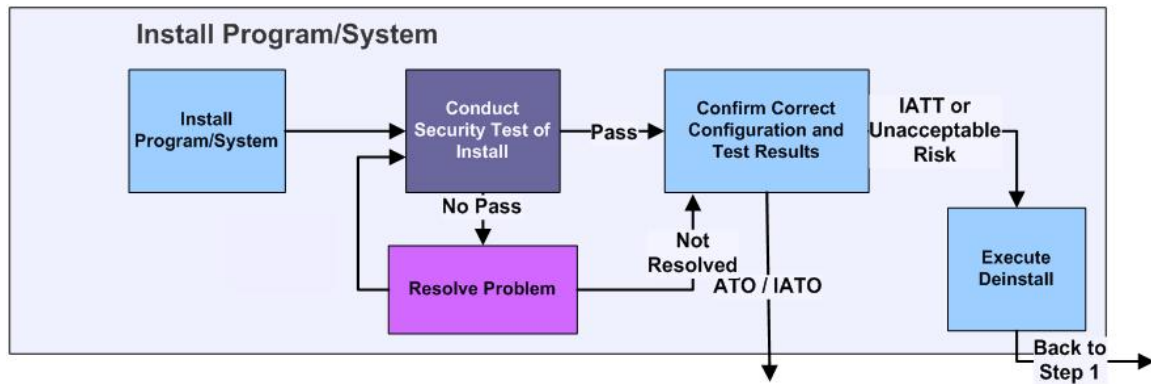 Install Program/System
Install
Program/System
Conduct
Security Test of
Install
Pass
Confirm Correct
Configuration and
Test Results
IATT or
Unacceptable
Risk
No Pass
Resolve Problem
Not
Resolved
ATO / IATO
Execute
Deinstall
Back to
Step 1